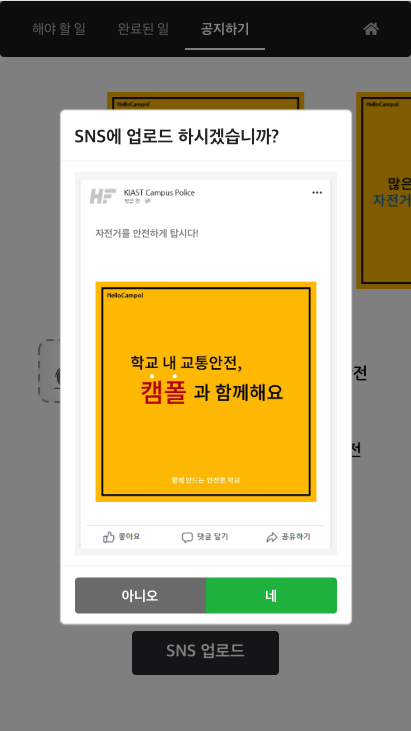 해야 할 일
완료된 일
공지하기
HelloCampol
HelloCampol
많은
자전거
SNS에 업로드 하시겠습니까?
HF
KIAST Campus Police
자전거를 안전하게 탑시다!
HelloCampol
학교 내 교통안전,
캠폴 과 함께해요
함께 만드는 안전한 학교
좋아요
댓글 달기
공유하기
전
전
아니오
네
SNS 업로드